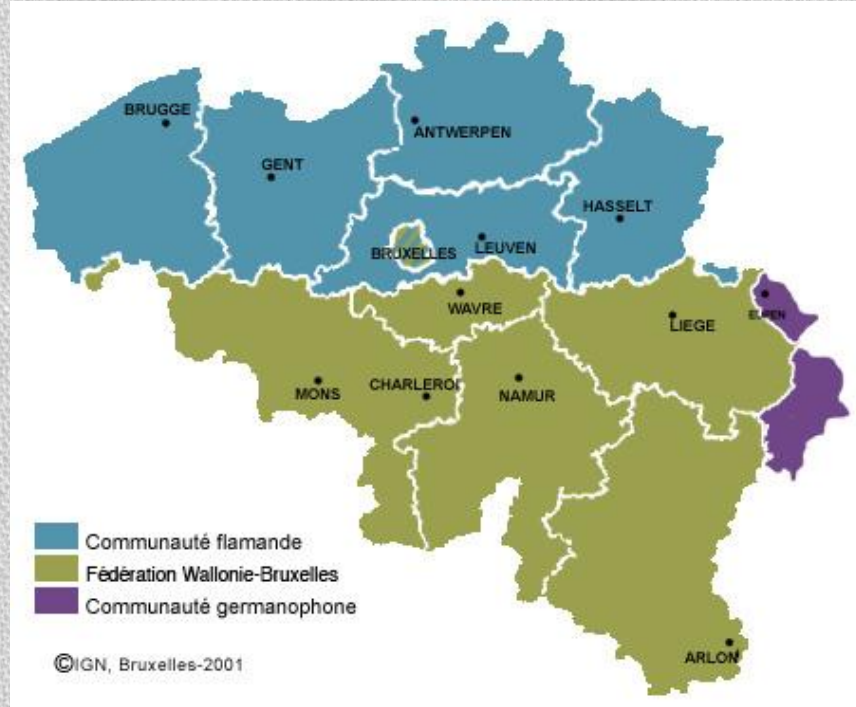 BRUGGE
ANTWERPEN
GENT
HASSELT
BRUXELLES
LEUVEN
WAVRE
EUPEN
LIEGE
MONS
CHARLEROI
NAMUR
Communauté flamande
Fédération Wallonie-Bruxelles
Communauté germanophone
ARLON
©IGN, Bruxelles-2001